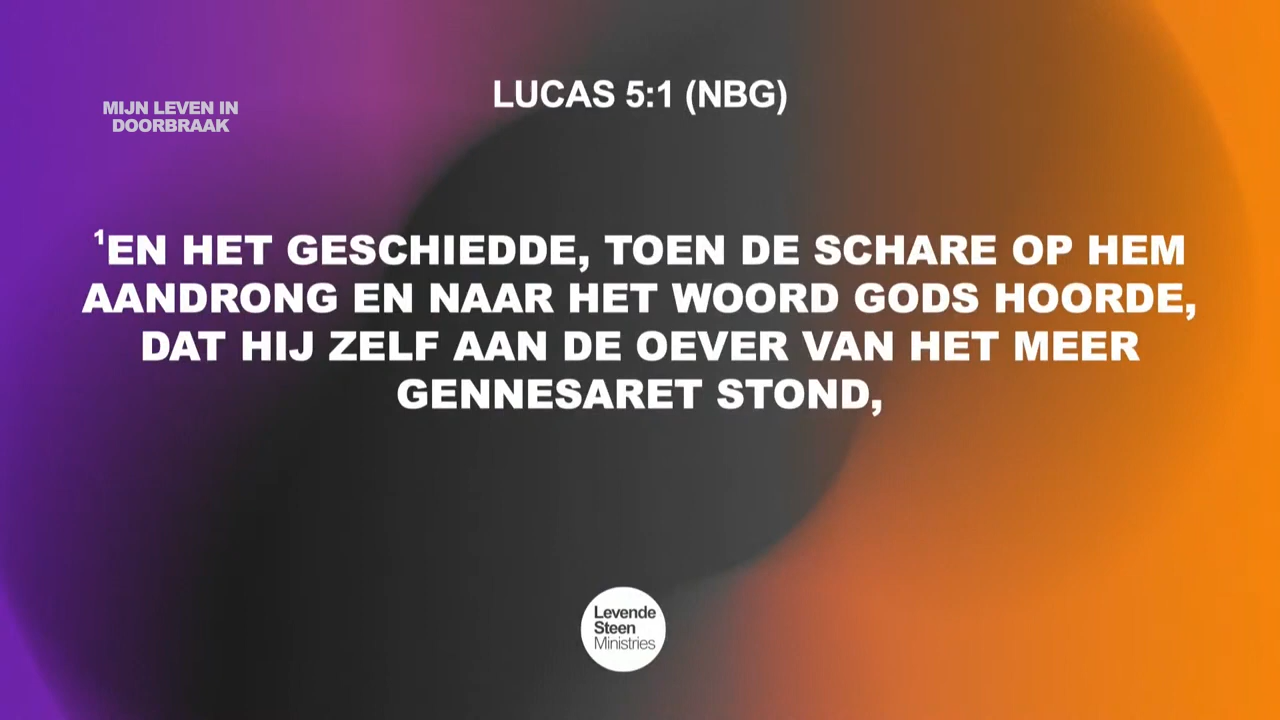 LUCAS 5:1 (NBG)
MIJN LEVEN IN
DOORBRAAK
¹EN HET GESCHIEDDE, TOEN DE SCHARE OP HEM
AANDRONG EN NAAR HET WOORD GODS HOORDE,
DAT HIJ ZELF AAN DE OEVER VAN HET MEER
GENNESARET STOND,
Levende
Steen
Ministries